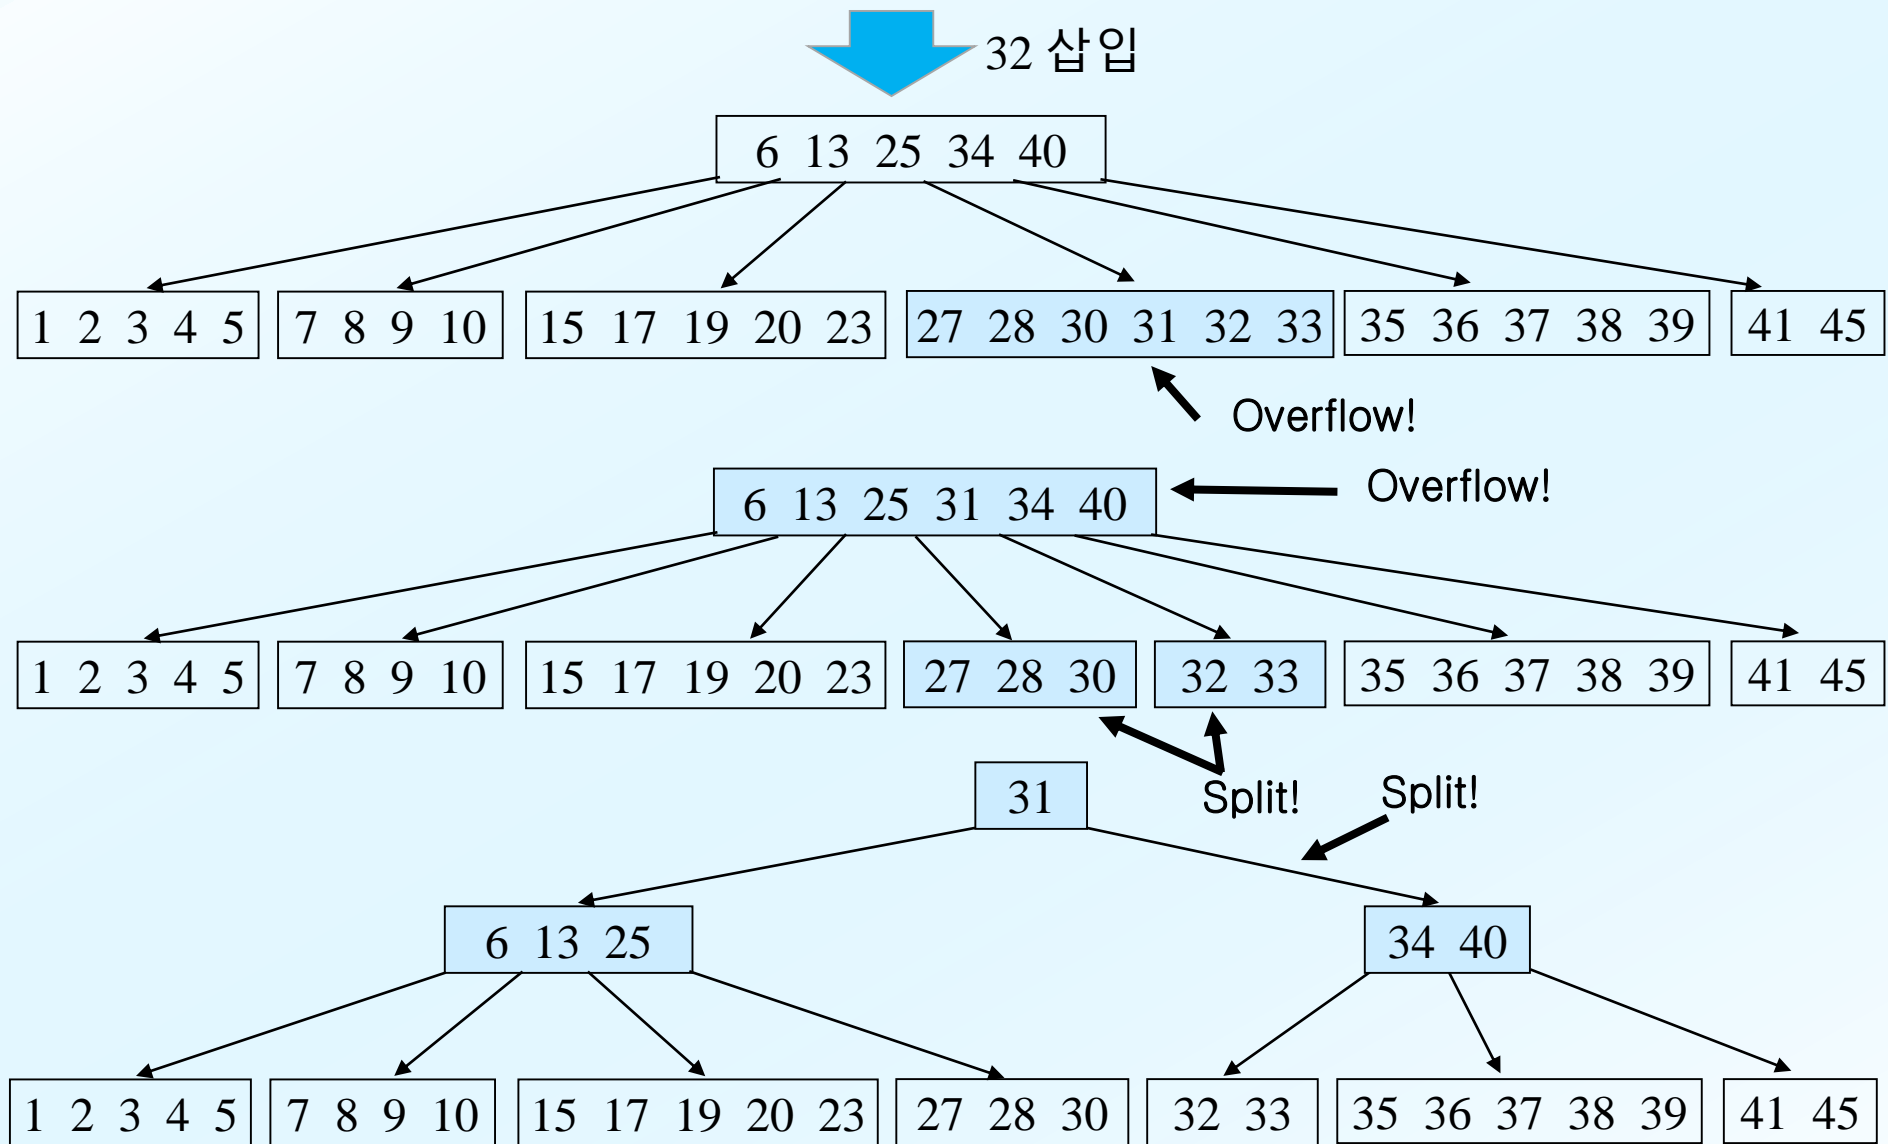 32 삽입
6 13 25 34 40
1 2 3 4 5 7 8 9 10 15 17 19 20 23 27 28 30 31 32 33 35 36 37 38 39 41 45
Overflow!
6 13 25 31 34 40 Overflow!
1 2 3 4 5 7 8 9 10 15 17 19 20 23 27 28 30 32 33 35 36 37 38 39 41 45
31 Split! Split!
6 13 25 34 40
1 2 3 4 5 7 8 9 10 15 17 19 20 23 27 28 30 32 33 35 36 37 38 39 41 45